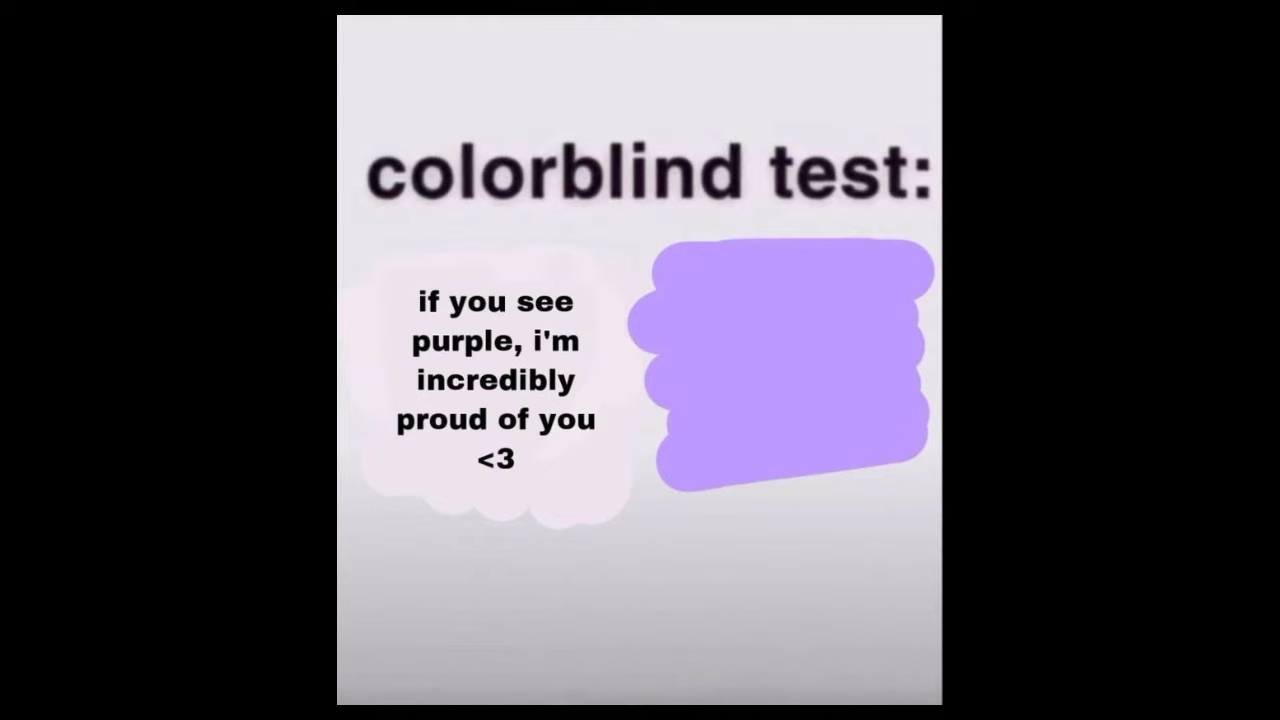 colorblind test:
if you see
purple, i'm
incredibly
proud of you
<3